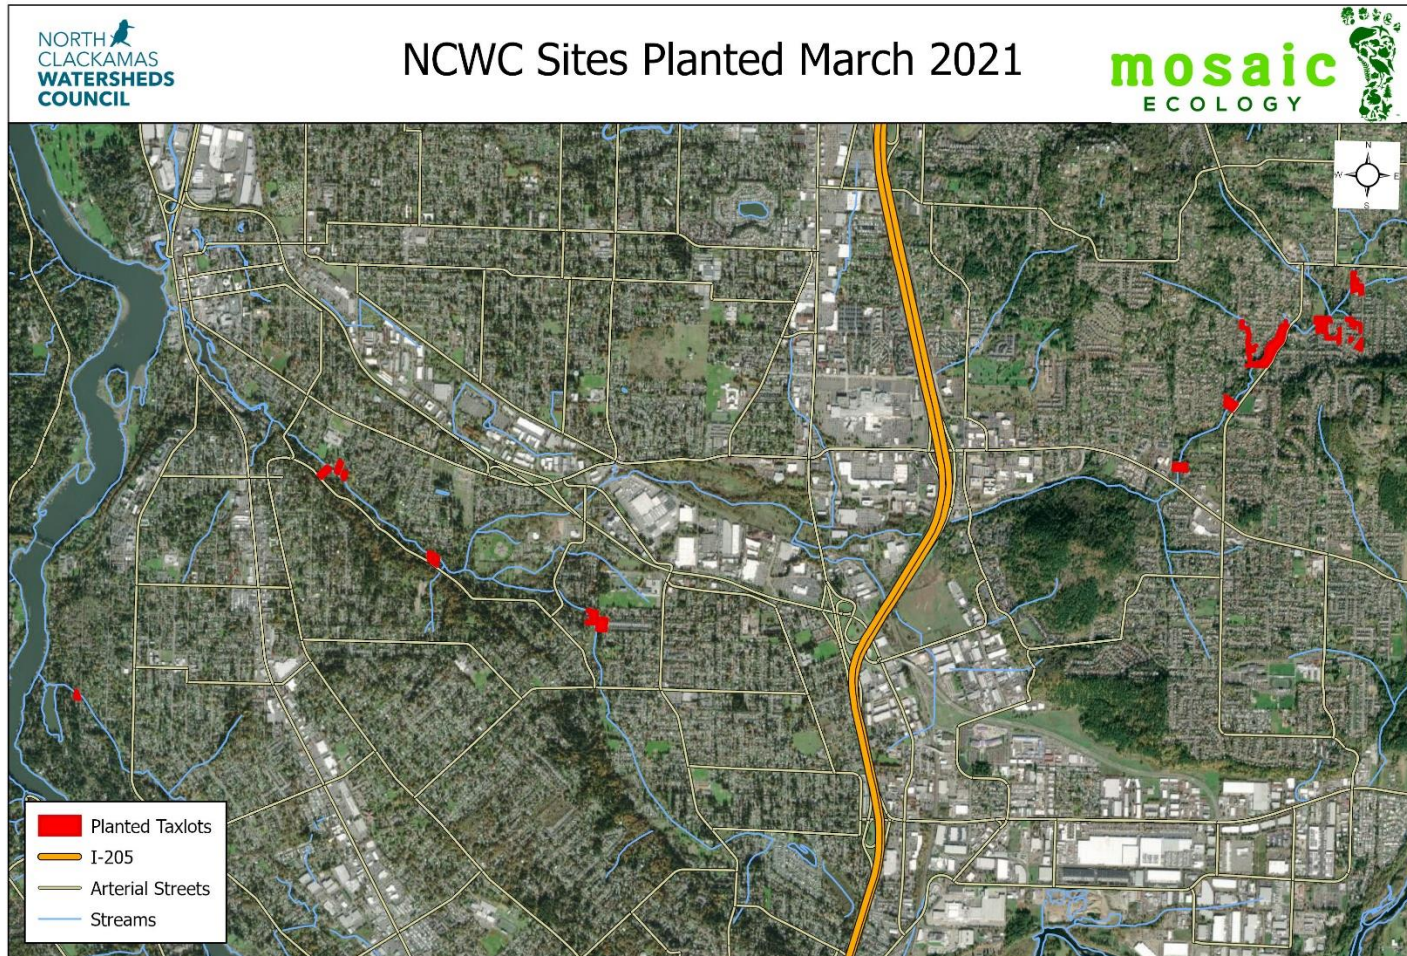 NORTH
CLACKAMAS
WATERSHEDS
COUNCIL
NCWC Sites Planted March 2021
mosaic
ECOLOGY
N
W
E
S
Planted Taxlots
I-205
Arterial Streets
Streams